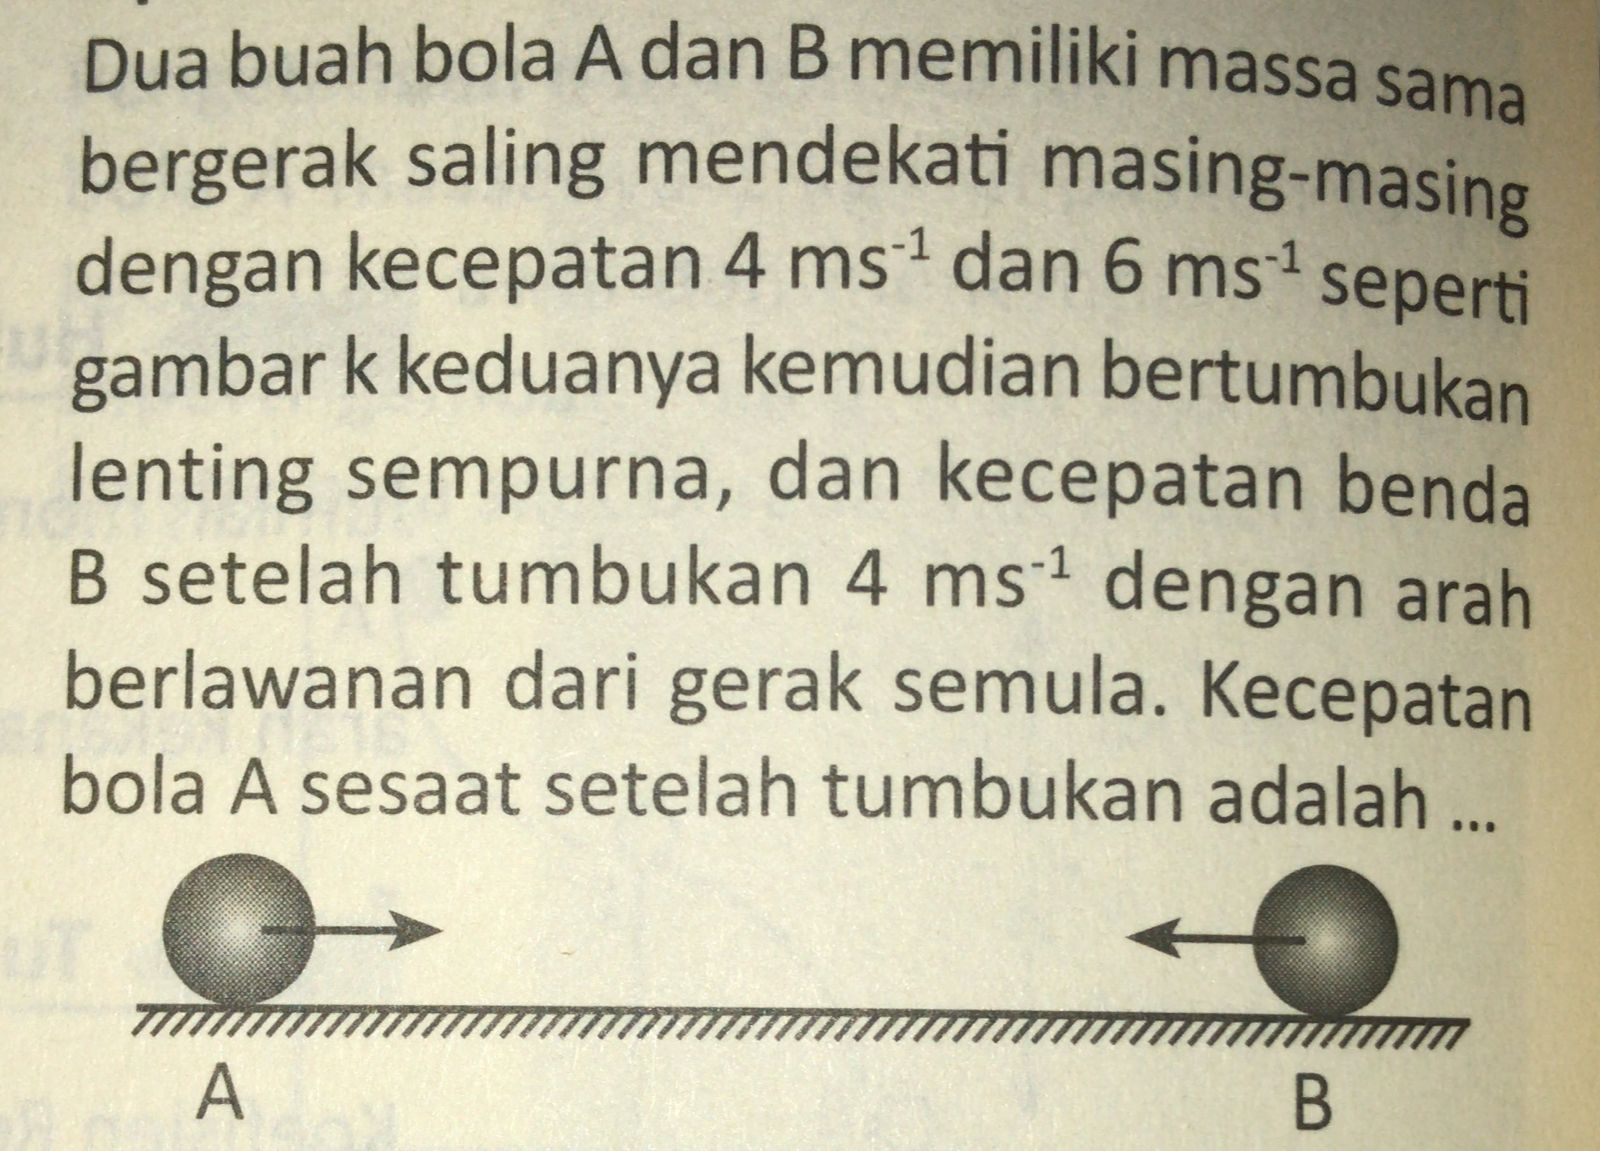 Dua buah bola A dan B memiliki massa sama
bergerak saling mendekati masing-masing
dengan kecepatan 4 ms⁻¹ dan 6 ms⁻¹ seperti
gambar k keduanya kemudian bertumbukan
lenting sempurna, dan kecepatan benda
B setelah tumbukan 4 ms⁻¹ dengan arah
berlawanan dari gerak semula. Kecepatan
bola A sesaat setelah tumbukan adalah ...
A B